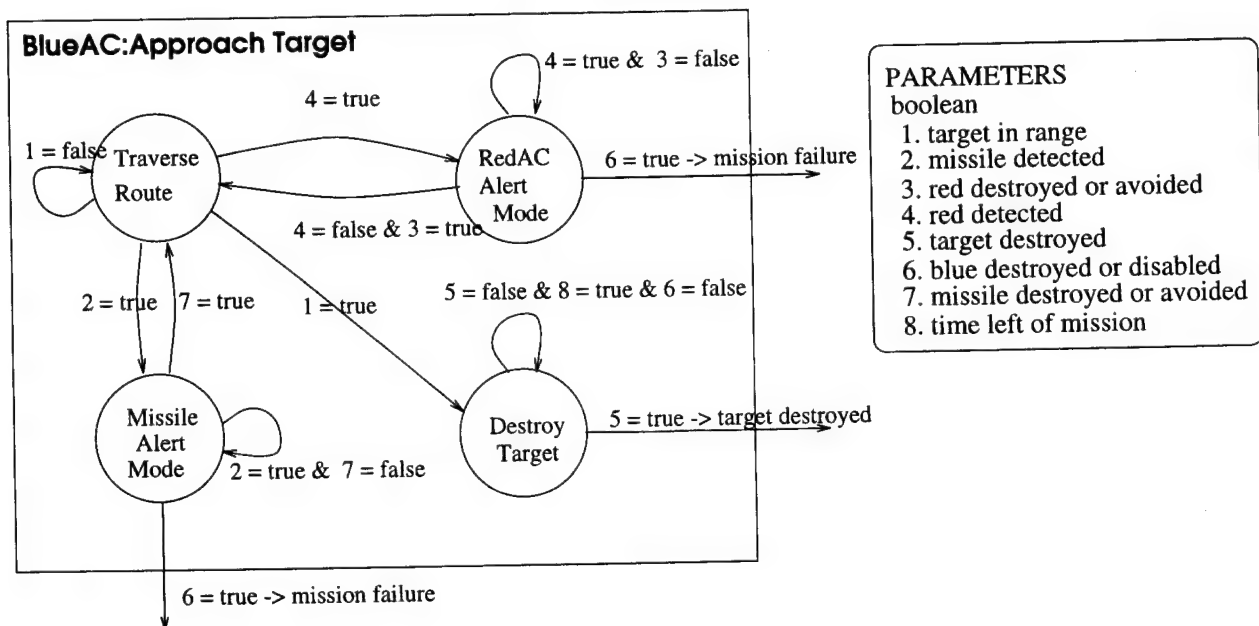 BlueAC:Approach Target
4 = true & 3 = false
4 = true
1 = false
Traverse
Route
RedAC
Alert
Mode
6 = true -> mission failure
4 = false & 3 = true
5 = false & 8 = true & 6 = false
2 = true
7 = true
1 = true
Missile
Alert
Mode
2 = true & 7 = false
Destroy
Target
5 = true -> target destroyed
6 = true -> mission failure
PARAMETERS
boolean
1. target in range
2. missile detected
3. red destroyed or avoided
4. red detected
5. target destroyed
6. blue destroyed or disabled
7. missile destroyed or avoided
8. time left of mission